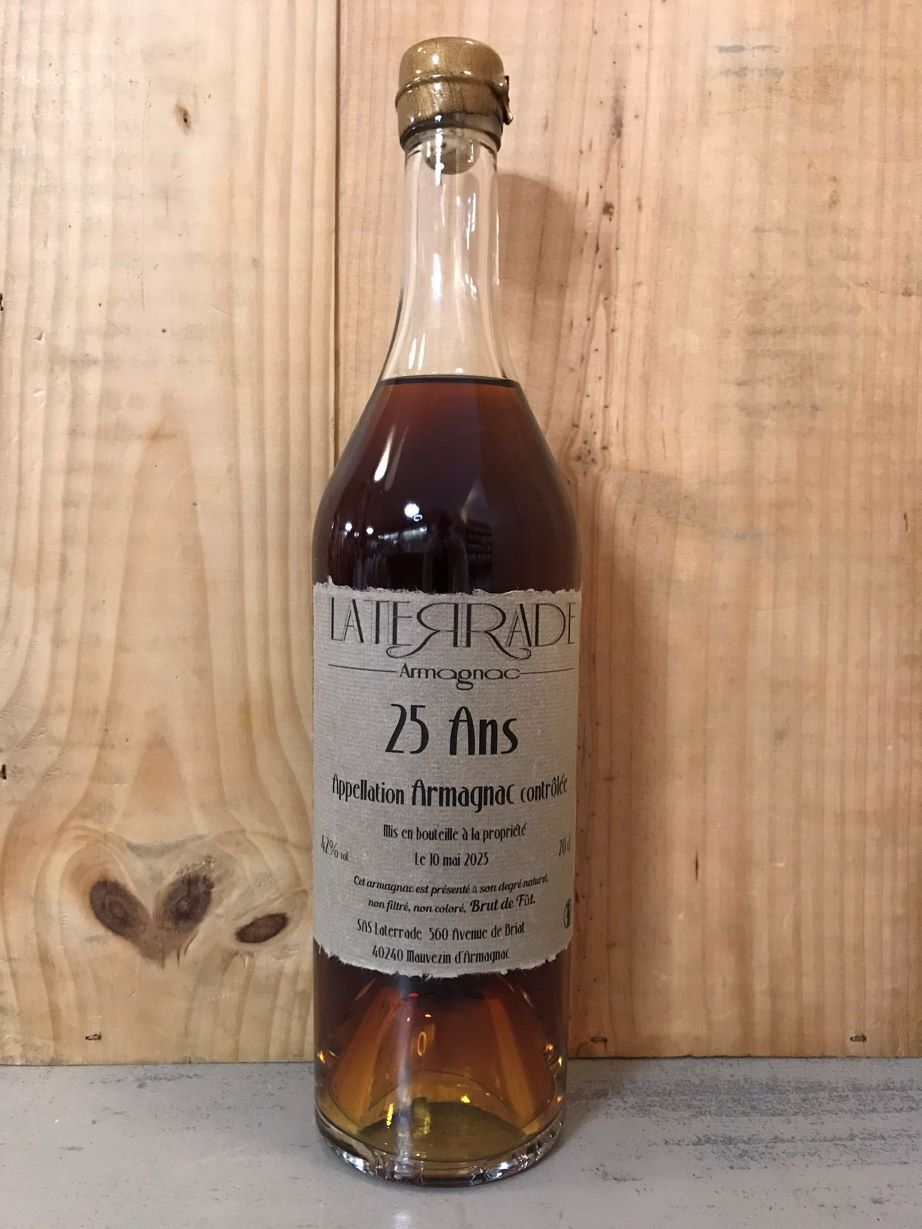 LATERRADE
Armagnac
25 Ans
Appellation Armagnac contrôlée
Mis en bouteille à la propriété
42% vol
Le 10 mai 2023
70 cl
Cet armagnac est présenté à son degré naturel,
non filtré, non coloré, Brut de Fût.
SAS Laterrade 560 Avenue de Briat
40240 Mauvezin d'Armagnac